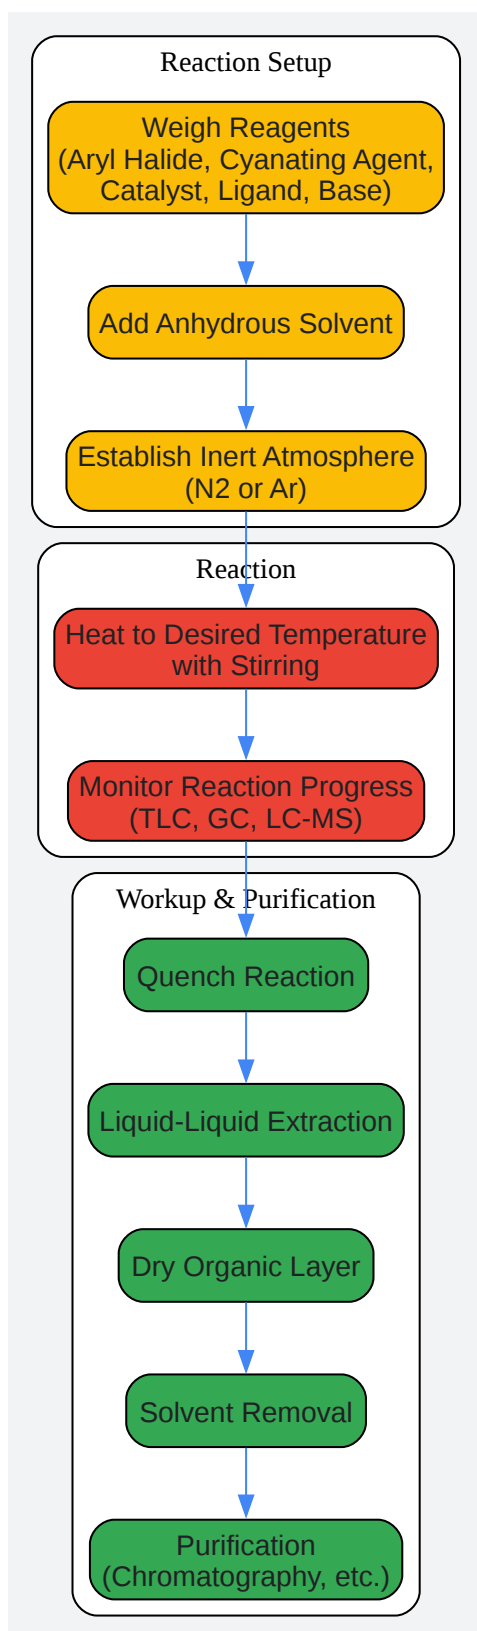 Reaction Setup
Weigh Reagents
(Aryl Halide, Cyanating Agent,
Catalyst, Ligand, Base)
Add Anhydrous Solvent
Establish Inert Atmosphere
(N2 or Ar)
Reaction
Heat to Desired Temperature
with Stirring
Monitor Reaction Progress
(TLC, GC, LC-MS)
Workup & Purification
Quench Reaction
Liquid-Liquid Extraction
Dry Organic Layer
Solvent Removal
Purification
(Chromatography, etc.)